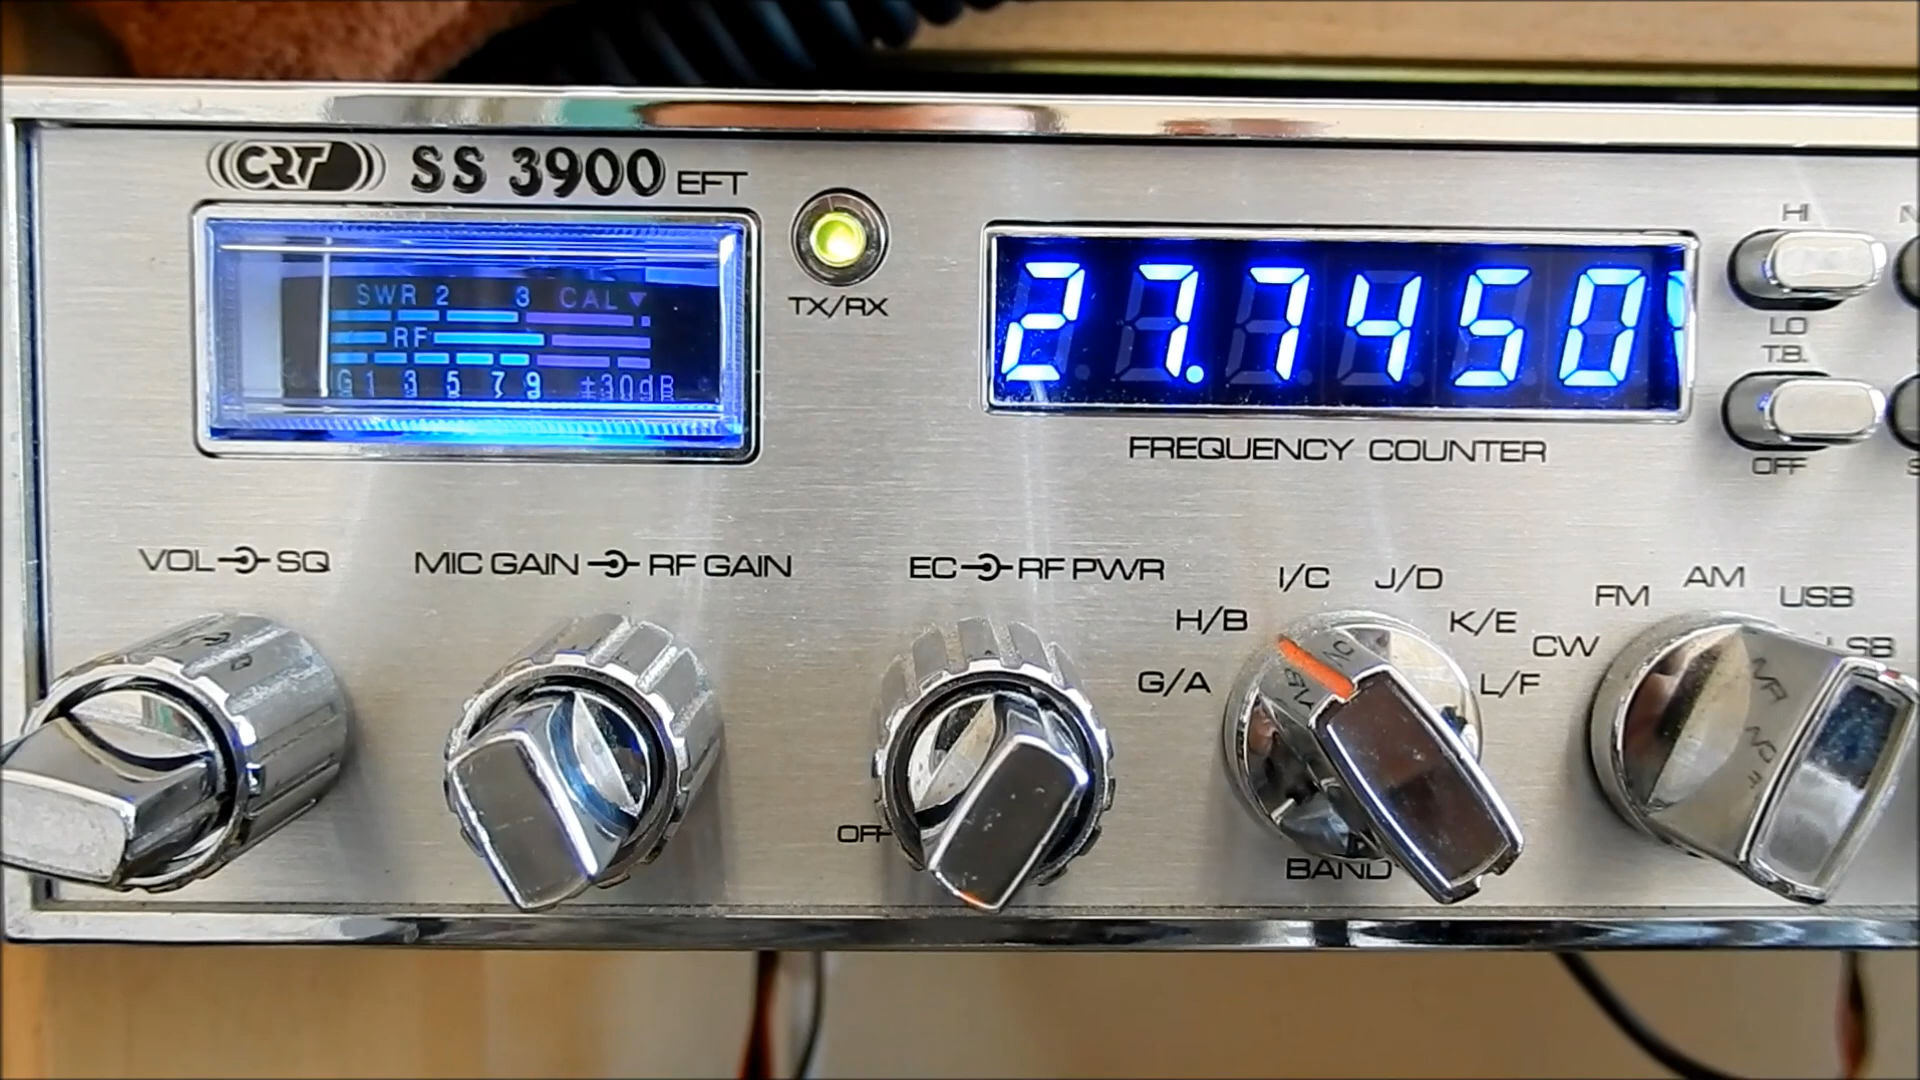 CRT SS 3900 EFT
TX/RX
SWR 2 3 CAL▼
RF
G 1 3 5 7 9 +30dB
27.7450
FREQUENCY COUNTER
HI
LO
T.B.
OFF
VOL SQ
MIC GAIN RF GAIN
EC RF PWR
OFF
G/A
H/B
I/C
J/D
K/E
L/F
BAND
CW
FM
AM
USB